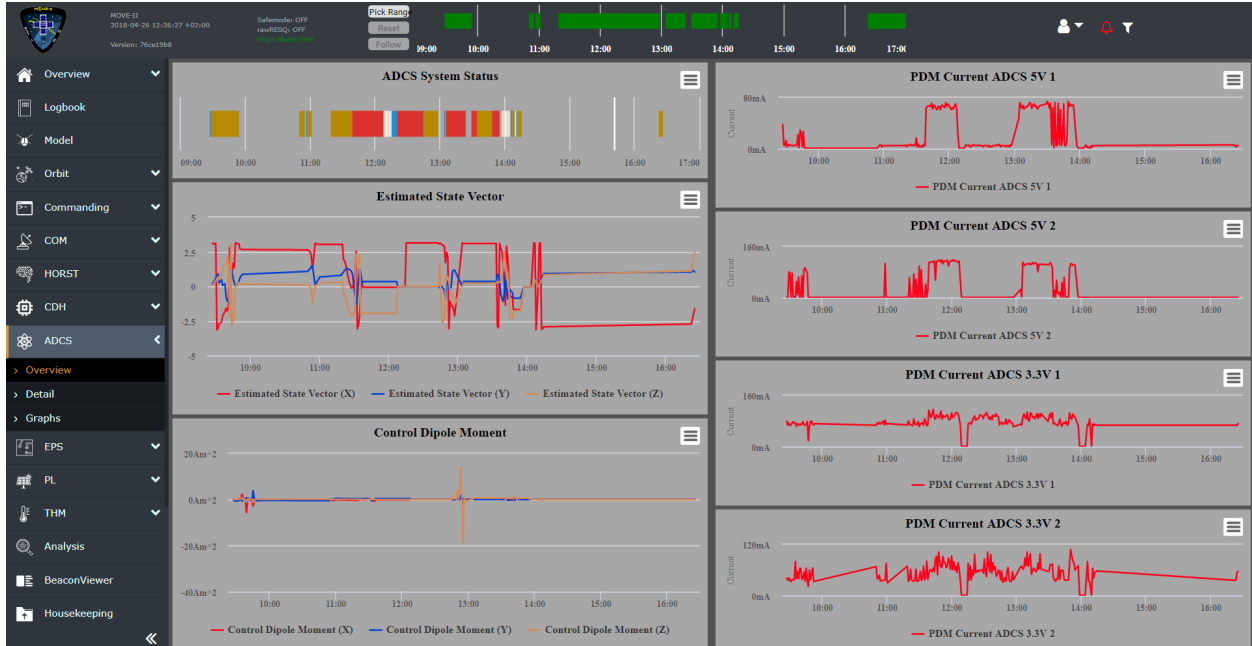 MOVE-II
MOVE-II
2018-04-26 12:36:27 +02:00
Version: 76ce19b8
Safemode: OFF
rawRESQ: OFF
Flight Model (FM)
Pick Range
Reset
Follow
09:00 10:00 11:00 12:00 13:00 14:00 15:00 16:00 17:0
Overview
Logbook
Model
Orbit
Commanding
COM
HORST
CDH
ADCS
> Overview
> Detail
> Graphs
EPS
PL
THM
Analysis
BeaconViewer
Housekeeping
ADCS System Status
09:00 10:00 11:00 12:00 13:00 14:00 15:00 16:00 17:00
Estimated State Vector
5
2.5
0
-2.5
-5
10:00 11:00 12:00 13:00 14:00 15:00 16:00
Estimated State Vector (X) Estimated State Vector (Y) Estimated State Vector (Z)
Control Dipole Moment
20Am^2
0Am^2
-20Am^2
-40Am^2
10:00 11:00 12:00 13:00 14:00 15:00 16:00
Control Dipole Moment (X) Control Dipole Moment (Y) Control Dipole Moment (Z)
PDM Current ADCS 5V 1
Current
80mA
0mA
10:00 11:00 12:00 13:00 14:00 15:00 16:00
PDM Current ADCS 5V 1
PDM Current ADCS 5V 2
Current
160mA
0mA
10:00 11:00 12:00 13:00 14:00 15:00 16:00
PDM Current ADCS 5V 2
PDM Current ADCS 3.3V 1
Current
160mA
0mA
10:00 11:00 12:00 13:00 14:00 15:00 16:00
PDM Current ADCS 3.3V 1
PDM Current ADCS 3.3V 2
Current
120mA
0mA
10:00 11:00 12:00 13:00 14:00 15:00 16:00
PDM Current ADCS 3.3V 2